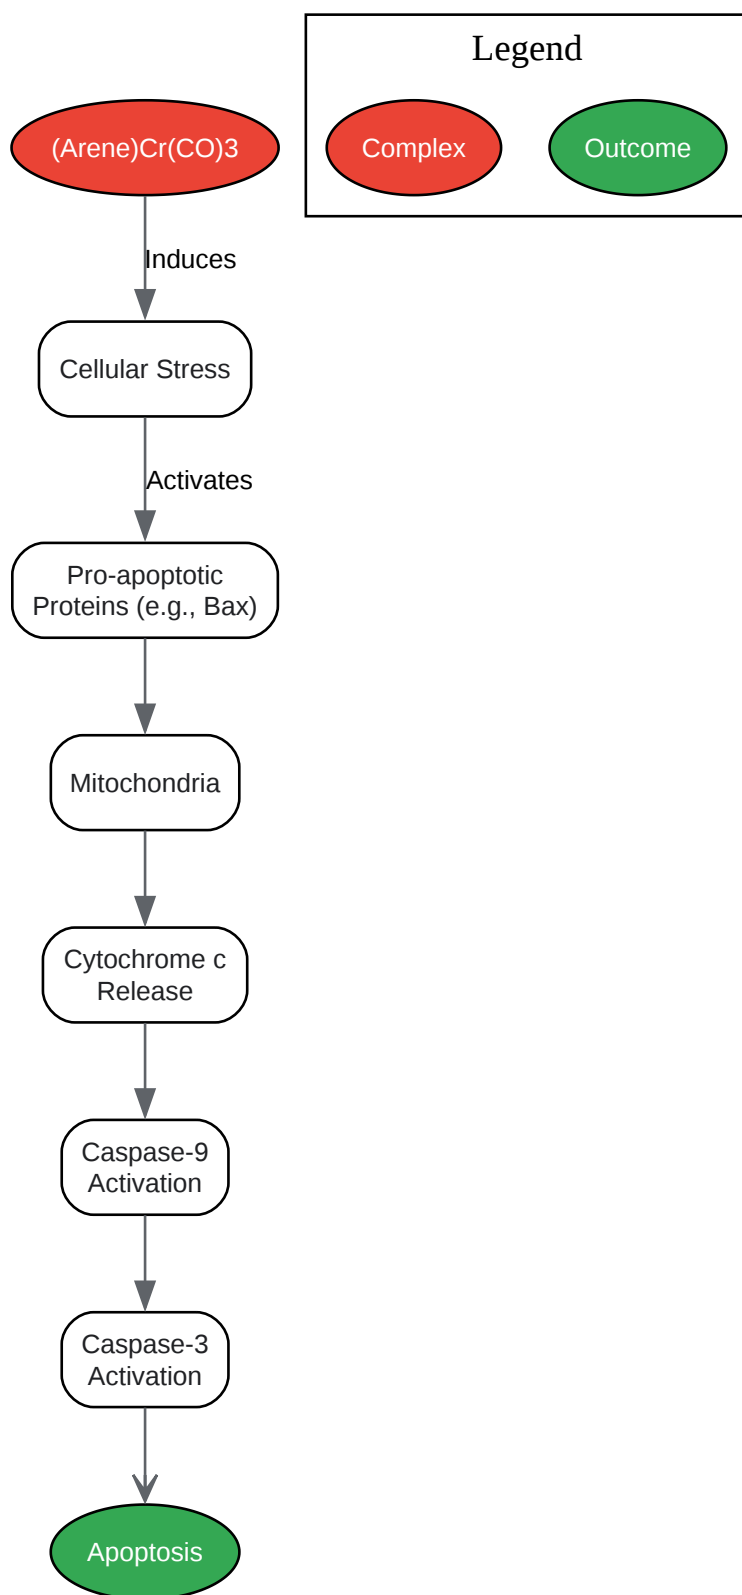 Legend
(Arene)Cr(CO)3
Complex
Outcome
Induces
Cellular Stress
Activates
Pro-apoptotic
Proteins (e.g., Bax)
Mitochondria
Cytochrome c
Release
Caspase-9
Activation
Caspase-3
Activation
Apoptosis